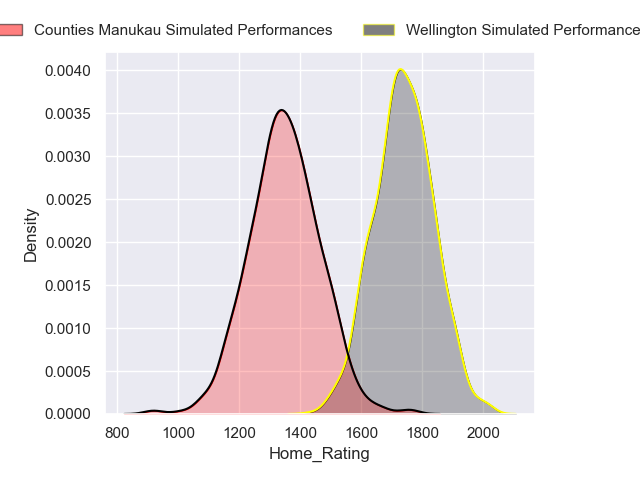 Counties Manukau Simulated Performances
Wellington Simulated Performance
0.0040
0.0035
0.0030
0.0025
0.0020
0.0015
0.0010
0.0005
0.0000
Density
800 1000 1200 1400 1600 1800 2000
Home_Rating